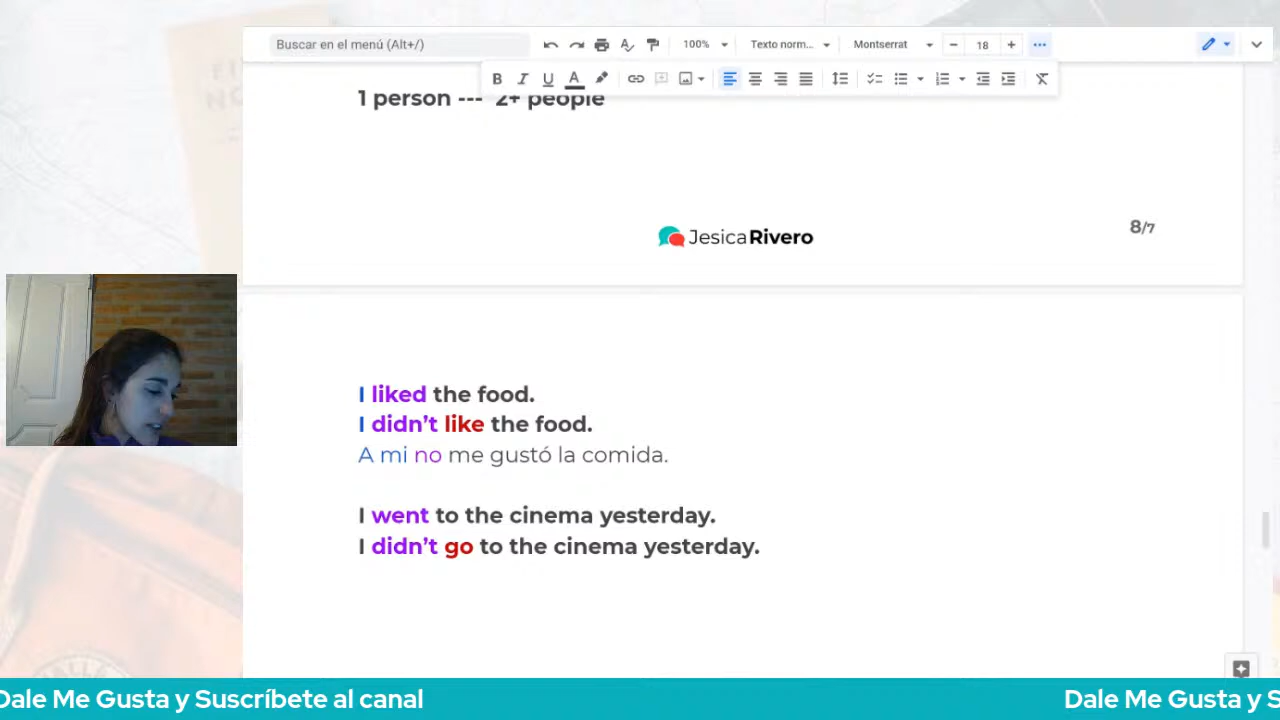 Buscar en el menú (Alt+/)
100%
Texto norm...
Montserrat
18
B I U A
1 person --- 2+ people
JesicaRivero
8/7
I liked the food.
I didn't like the food.
A mi no me gustó la comida.
I went to the cinema yesterday.
I didn't go to the cinema yesterday.
Dale Me Gusta y Suscríbete al canal
Dale Me Gusta y S